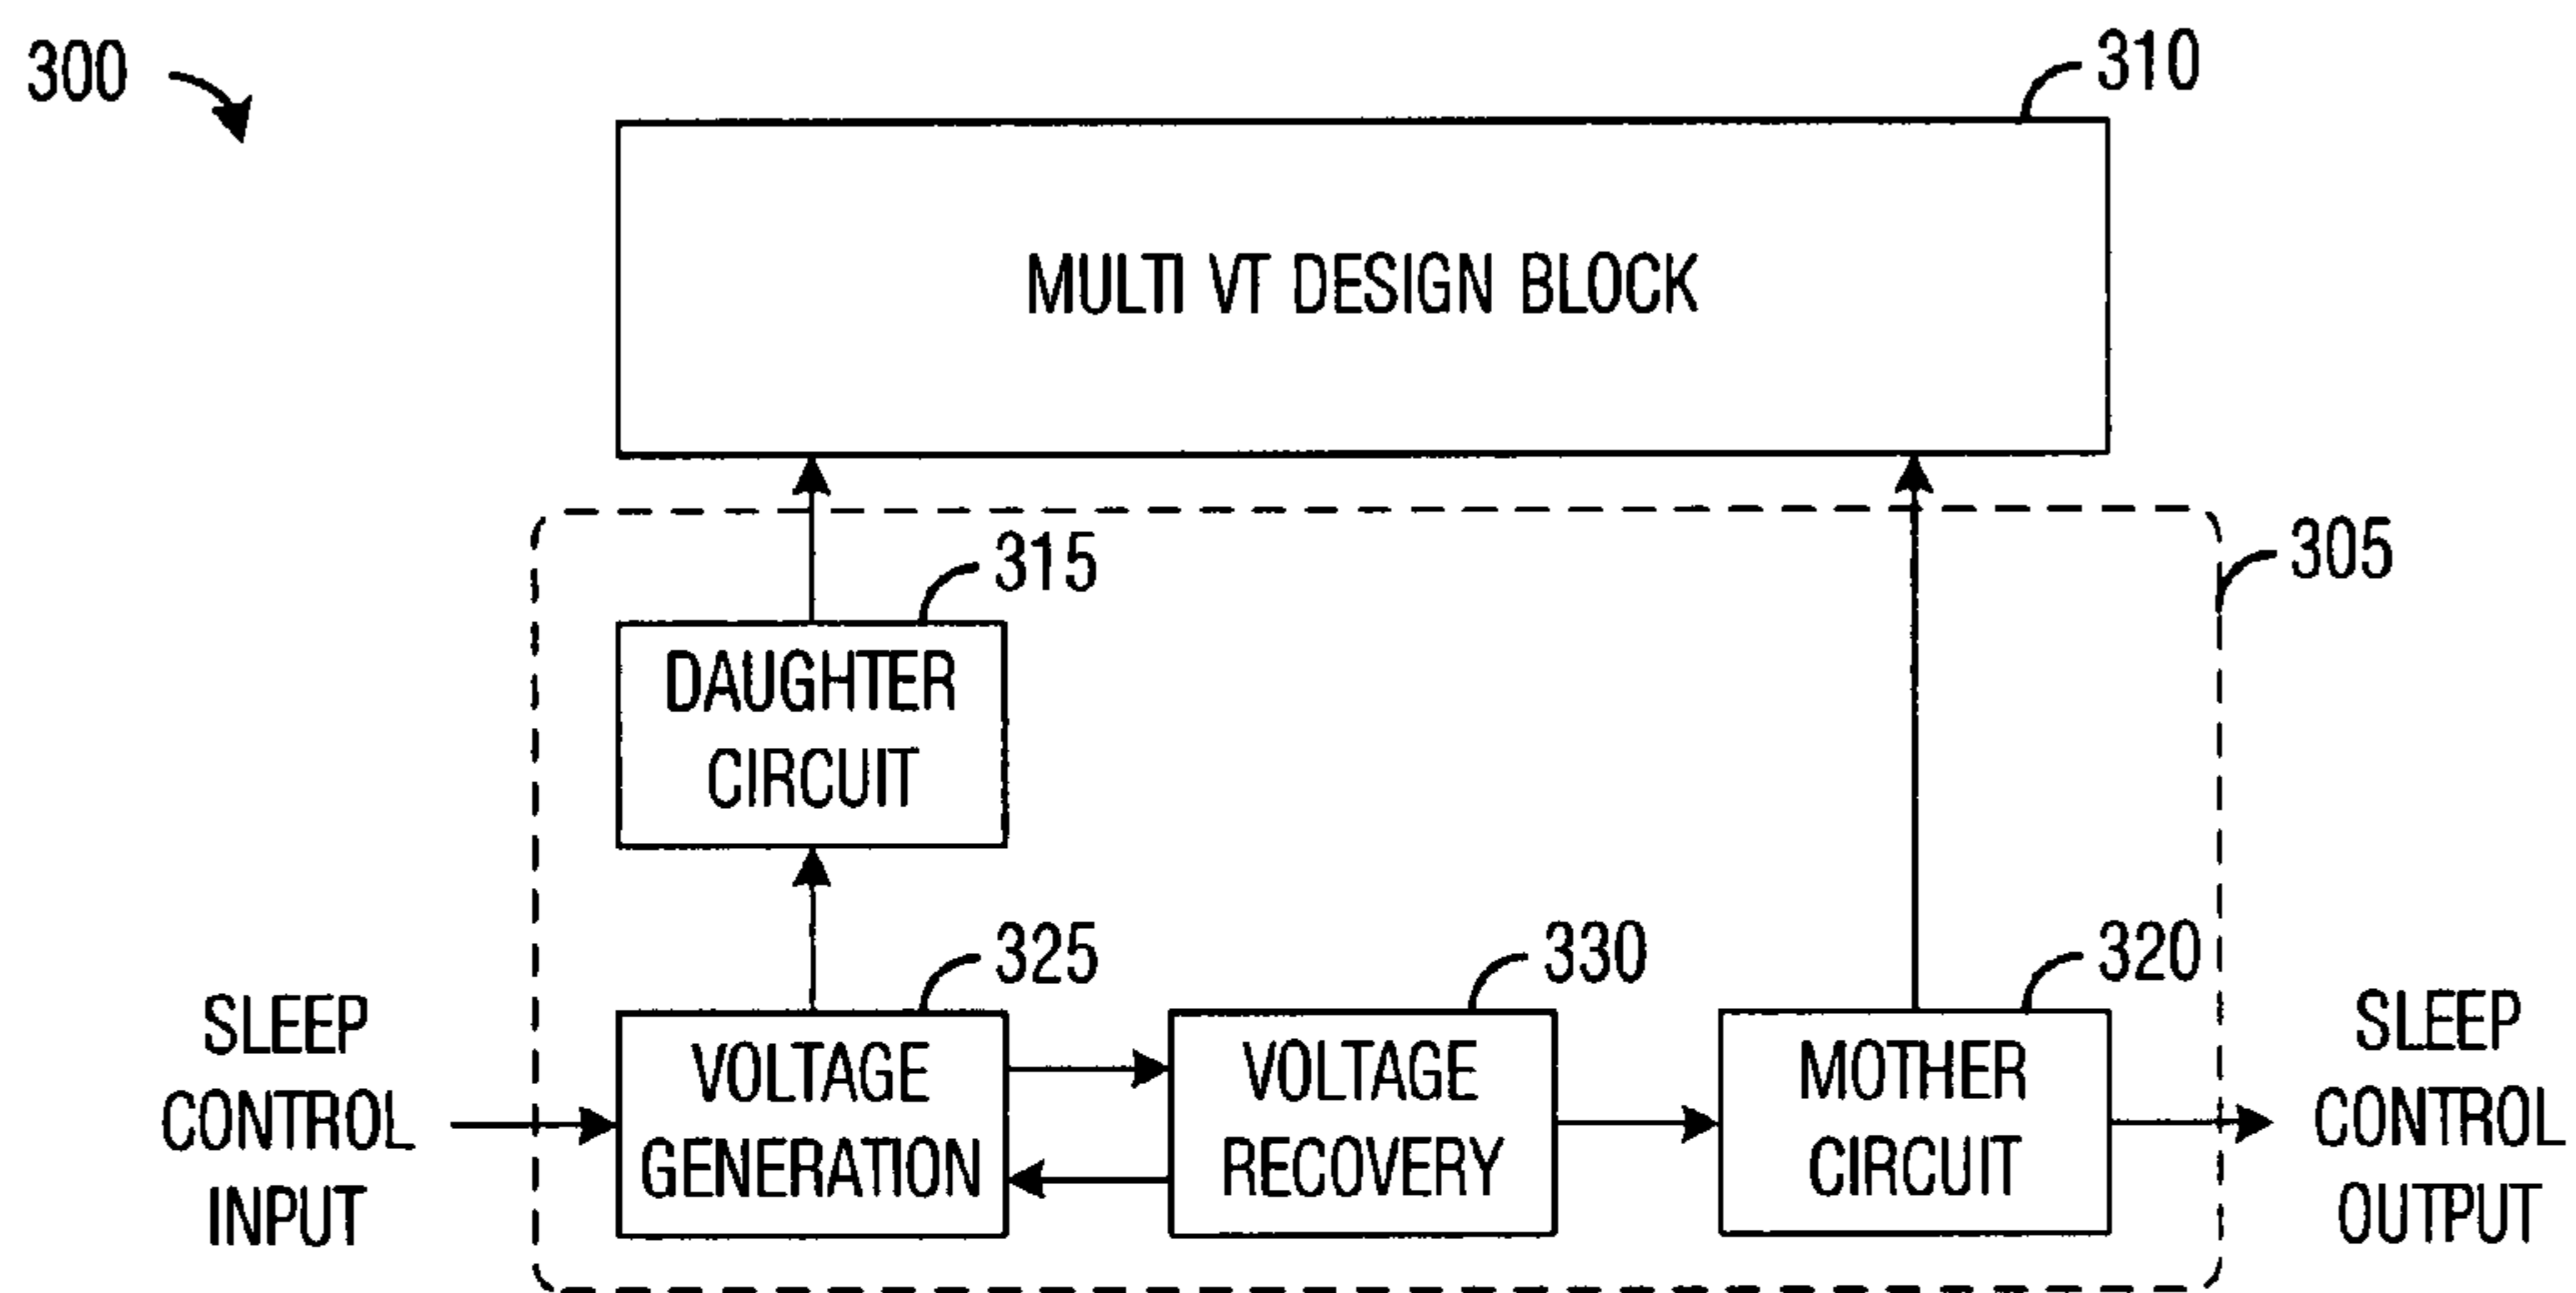 300
310
MULTI VT DESIGN BLOCK
305
315
DAUGHTER
CIRCUIT
325
330
320
SLEEP
CONTROL
INPUT
VOLTAGE
GENERATION
VOLTAGE
RECOVERY
MOTHER
CIRCUIT
SLEEP
CONTROL
OUTPUT